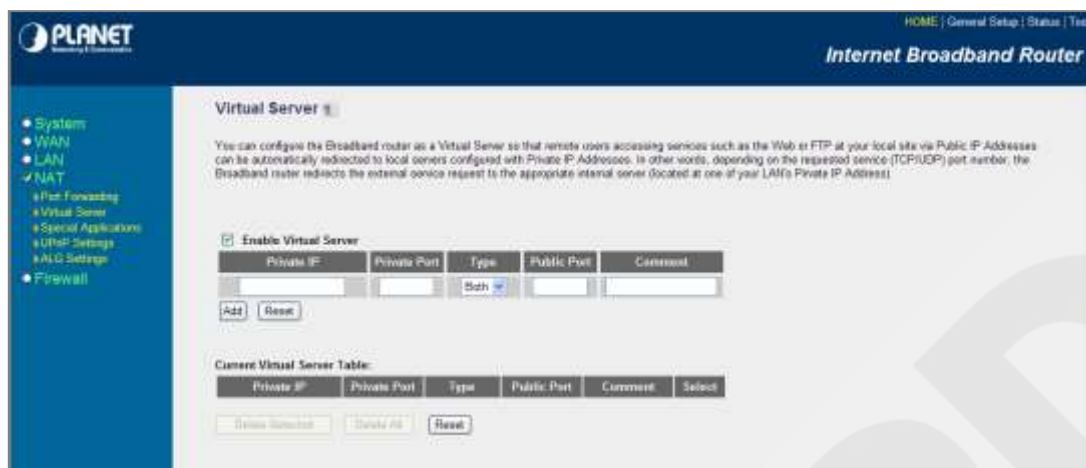 PLANET
Networking & Communication
HOME | General Setup | Status |
Internet Broadband Router
System
WAN
LAN
NAT
Port Forwarding
Virtual Server
Special Applications
UPnP Settings
ALG Settings
Firewall
Virtual Server
You can configure the Broadband router as a Virtual Server so that remote users accessing services such as the Web or FTP at your local site via Public IP Addresses
can be automatically redirected to local servers configured with Private IP Addresses. In other words, depending on the requested service (TCP/UDP) port number, the
Broadband router redirects the external service request to the appropriate internal server (located at one of your LAN's Private IP Address)
Enable Virtual Server
Private IP Private Port Type Public Port Comment
Both
Add Reset
Current Virtual Server Table:
Private IP Private Port Type Public Port Comment Select
Delete Selected Delete All Reset